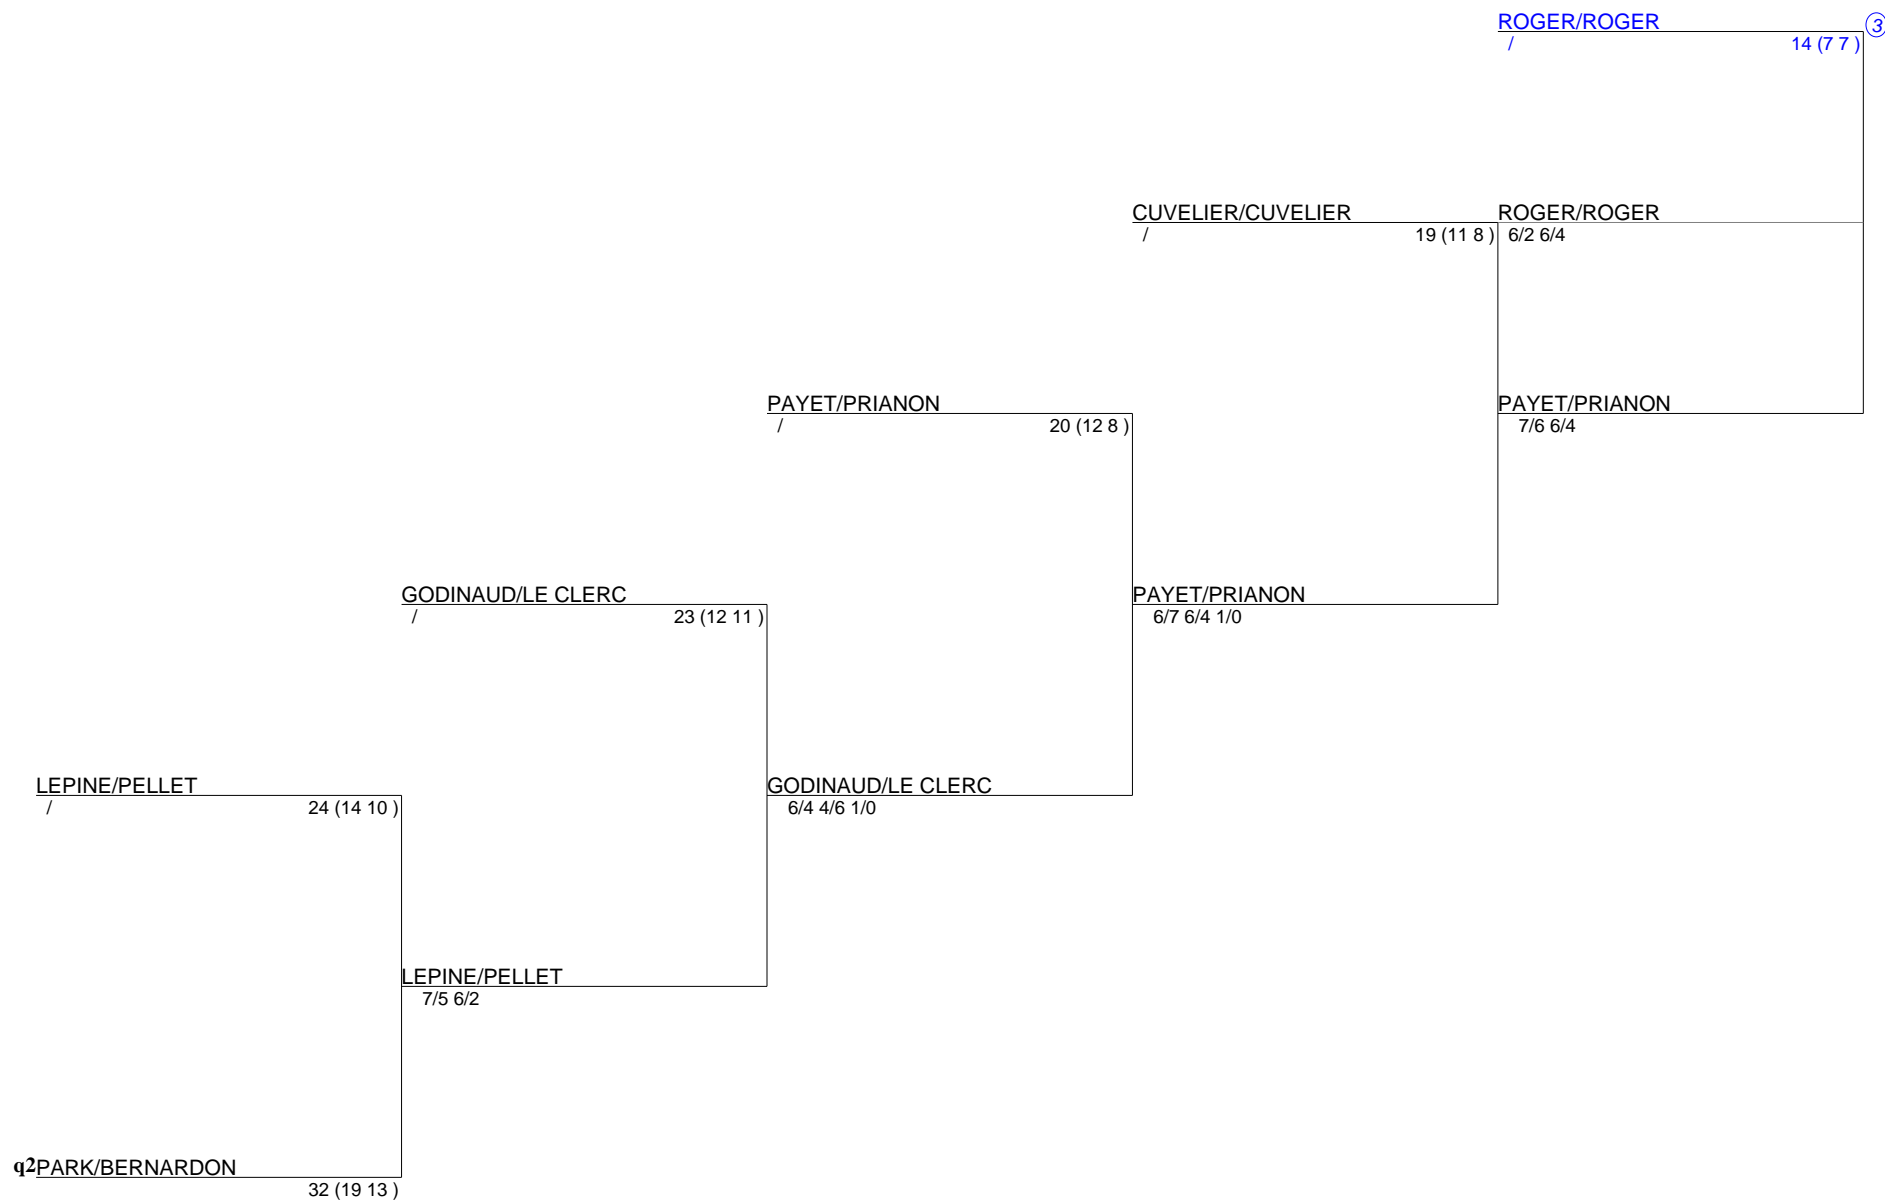 ROGER/ROGER 3
/ 14 (7 7 )
CUVELIER/CUVELIER ROGER/ROGER
/ 19 (11 8 ) 6/2 6/4
PAYET/PRIANON PAYET/PRIANON
/ 20 (12 8 ) 7/6 6/4
GODINAUD/LE CLERC PAYET/PRIANON
/ 23 (12 11 ) 6/7 6/4 1/0
LEPINE/PELLET GODINAUD/LE CLERC
/ 24 (14 10 ) 6/4 4/6 1/0
LEPINE/PELLET
7/5 6/2
q2 PARK/BERNARDON
32 (19 13 )